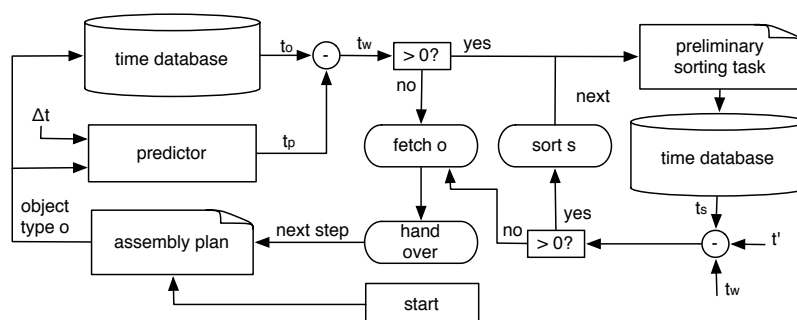 time database
to
-
tw
> 0?
yes
preliminary
sorting task
no
next
Δt
predictor
tp
fetch o
sort s
time database
object
type o
assembly plan
next step
hand
over
no
yes
> 0?
ts
-
t'
tw
start